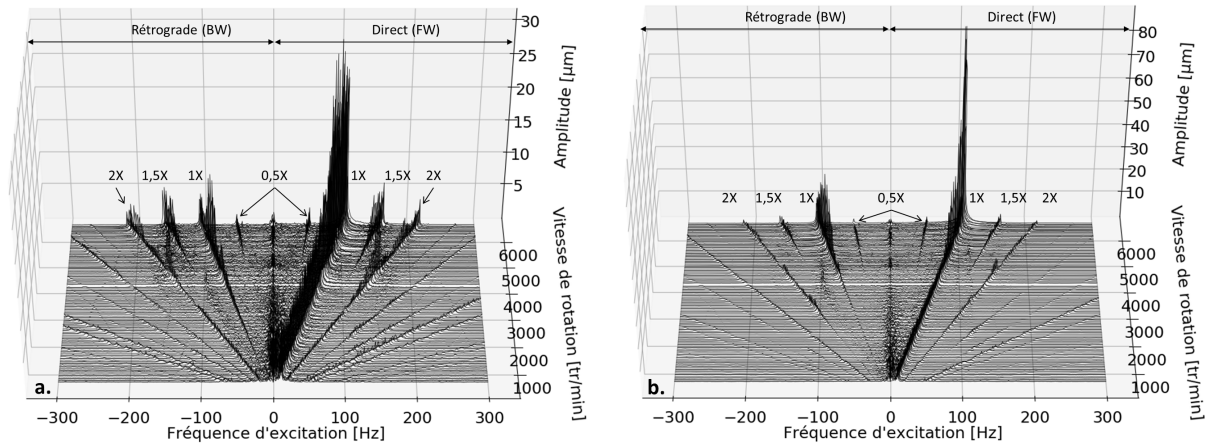 Rétrograde (BW) Direct (FW)
30
25
20
15
10
5
Amplitude [µm]
2X 1,5X 1X 0,5X 1X 1,5X 2X
6000
5000
4000
3000
2000
1000
Vitesse de rotation [tr/min]
a.
−300 −200 −100 0 100 200 300
Fréquence d'excitation [Hz]
Rétrograde (BW) Direct (FW)
80
70
60
50
40
30
20
10
Amplitude [µm]
2X 1,5X 1X 0,5X 1X 1,5X 2X
6000
5000
4000
3000
2000
1000
Vitesse de rotation [tr/min]
b.
−300 −200 −100 0 100 200 300
Fréquence d'excitation [Hz]